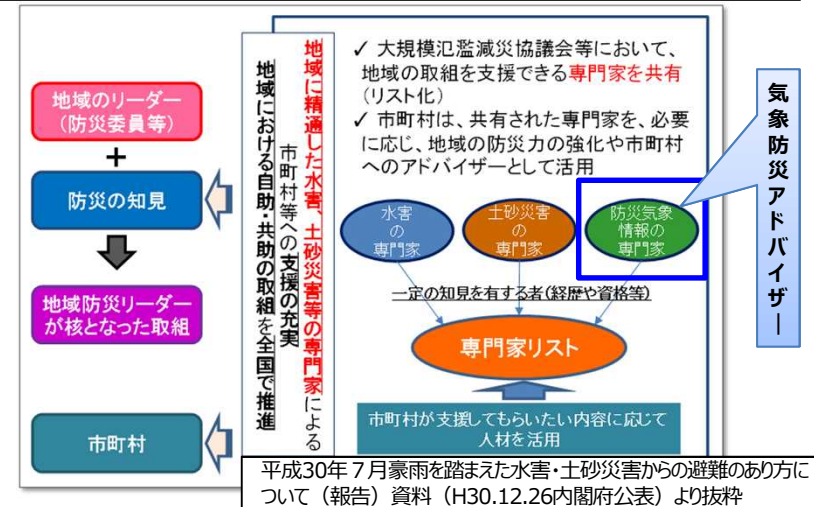 地域のリーダー
（防災委員等）
+
防災の知見
地域防災リーダー
が核となった取組
市町村
地域に精通した水害、土砂災害等の専門家による
市町村等への支援の充実
地域における自助・共助の取組を全国で推進
✓ 大規模氾濫減災協議会等において、
地域の取組を支援できる専門家を共有
（リスト化）
✓ 市町村は、共有された専門家を、必要
に応じ、地域の防災力の強化や市町村
へのアドバイザーとして活用
水害
の
専門家
土砂災害
の
専門家
防災気象
情報の
専門家
一定の知見を有する者（経歴や資格等）
専門家リスト
市町村が支援してもらいたい内容に応じて
人材を活用
気象防災アドバイザー
平成30年７月豪雨を踏まえた水害・土砂災害からの避難のあり方に
ついて（報告）資料（H30.12.26内閣府公表）より抜粋